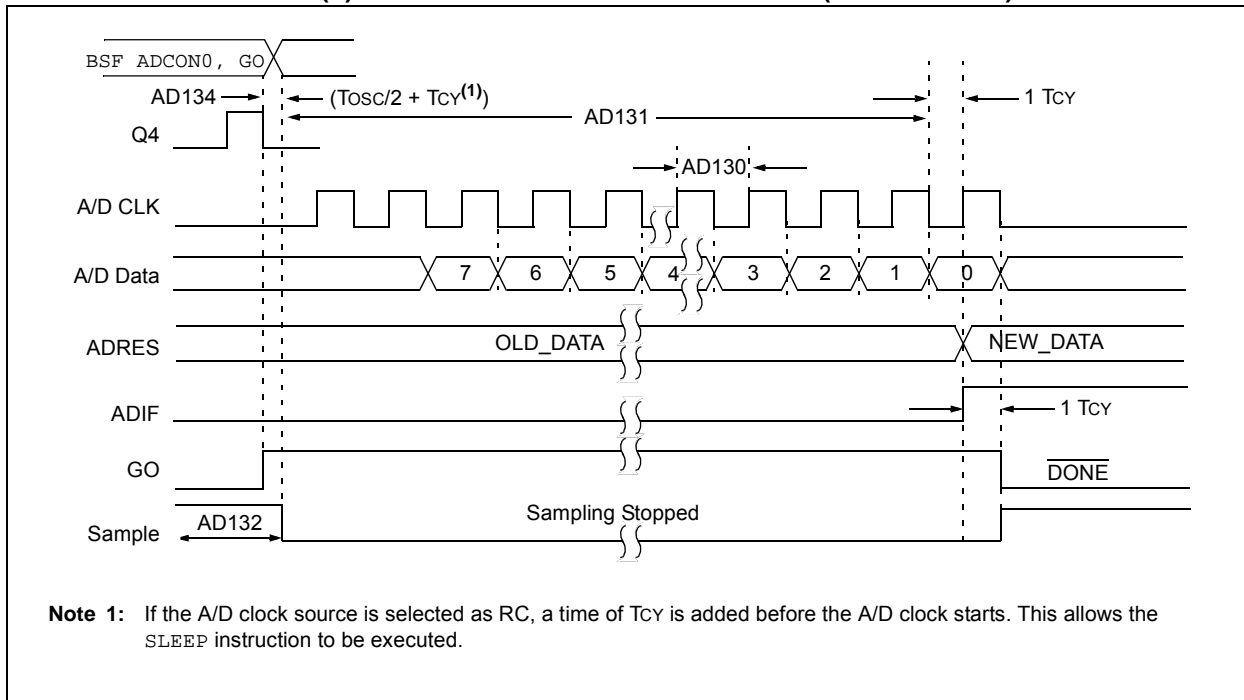 BSF ADCON0, GO
AD134
(TOSC/2 + TCY(1))
1 TCY
AD131
Q4
AD130
A/D CLK
A/D Data
7
6
5
4
3
2
1
0
ADRES
OLD_DATA
NEW_DATA
ADIF
1 TCY
GO
DONE
Sample
AD132
Sampling Stopped
Note 1: If the A/D clock source is selected as RC, a time of TCY is added before the A/D clock starts. This allows the
SLEEP instruction to be executed.